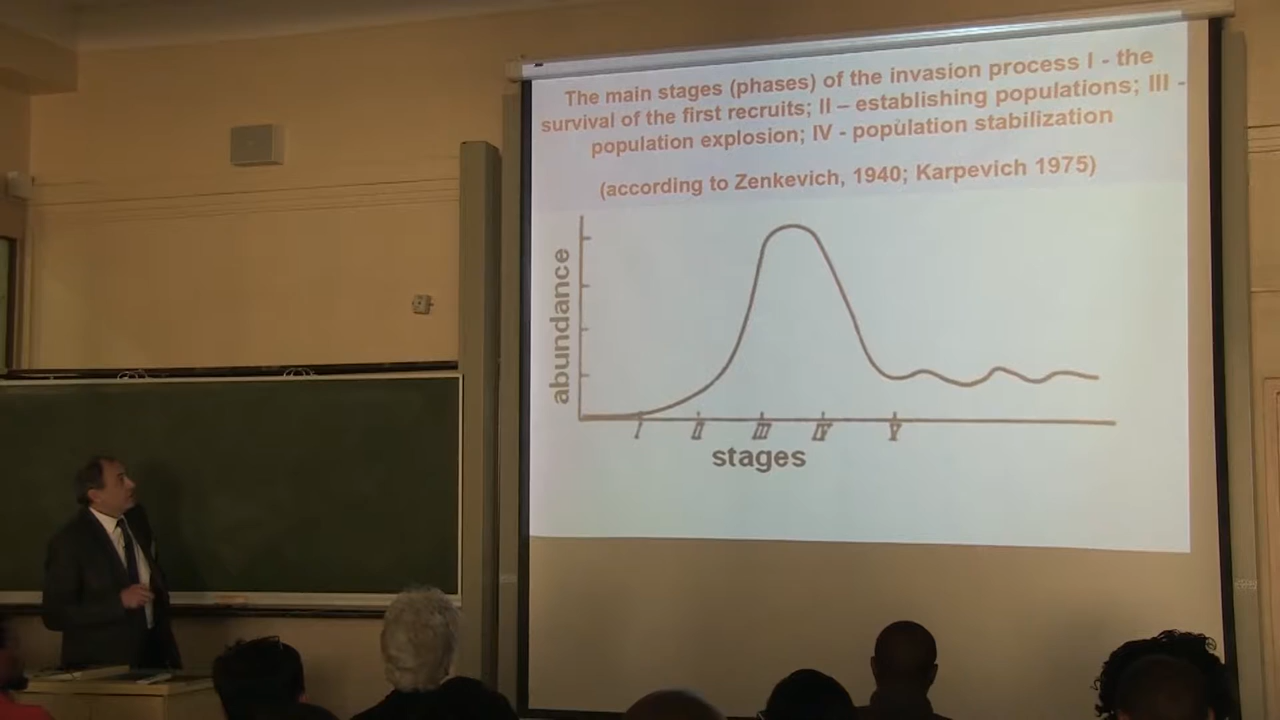 The main stages (phases) of the invasion process I - the
survival of the first recruits; II – establishing populations; III -
population explosion; IV - population stabilization
(according to Zenkevich, 1940; Karpevich 1975)
abundance
I II III IV V
stages